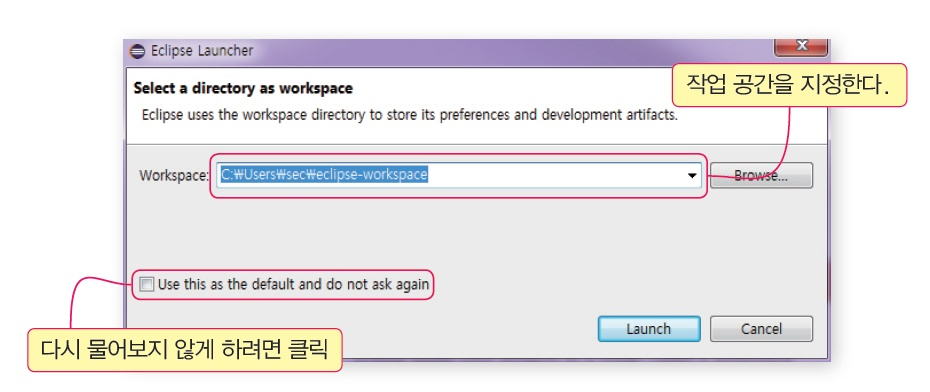 Eclipse Launcher
Select a directory as workspace
작업 공간을 지정한다.
Eclipse uses the workspace directory to store its preferences and development artifacts.
Workspace: C:₩Users₩sec₩eclipse-workspace Browse...
Use this as the default and do not ask again
Launch Cancel
다시 물어보지 않게 하려면 클릭